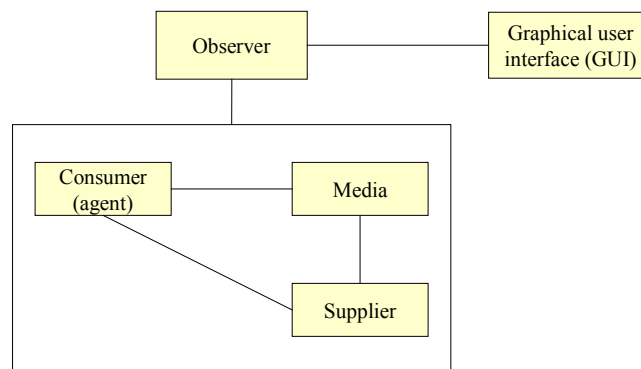 Observer
Graphical user
interface (GUI)
Consumer
(agent)
Media
Supplier